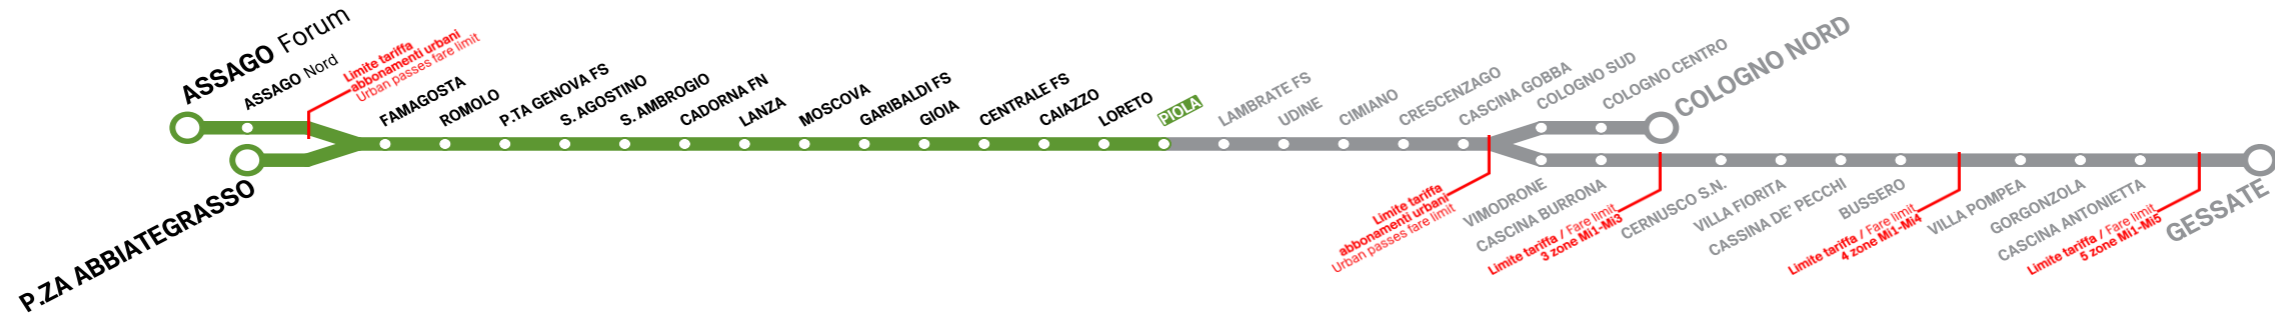 ASSAGO Forum
ASSAGO Nord
Limite tariffa
abbonamenti urbani
Urban passes fare limit
P.ZA ABBIATEGRASSO
FAMAGOSTA
ROMOLO
P.TA GENOVA FS
S. AGOSTINO
S. AMBROGIO
CADORNA FN
LANZA
MOSCOVA
GARIBALDI FS
GIOIA
CENTRALE FS
CAIAZZO
LORETO
PIOLA
LAMBRATE FS
UDINE
CIMIANO
CRESCENZAGO
CASCINA GOBBA
COLOGNO SUD
COLOGNO CENTRO
COLOGNO NORD
Limite tariffa
abbonamenti urbani
Urban passes fare limit
VIMODRONE
CASCINA BURRONA
Limite tariffa / Fare limit
3 zone Mi1-Mi3
CERNUSCO S.N.
VILLA FIORITA
CASSINA DE' PECCHI
BUSSERO
Limite tariffa / Fare limit
4 zone Mi1-Mi4
VILLA POMPEA
GORGONZOLA
CASCINA ANTONIETTA
Limite tariffa / Fare limit
5 zone Mi1-Mi5
GESSATE